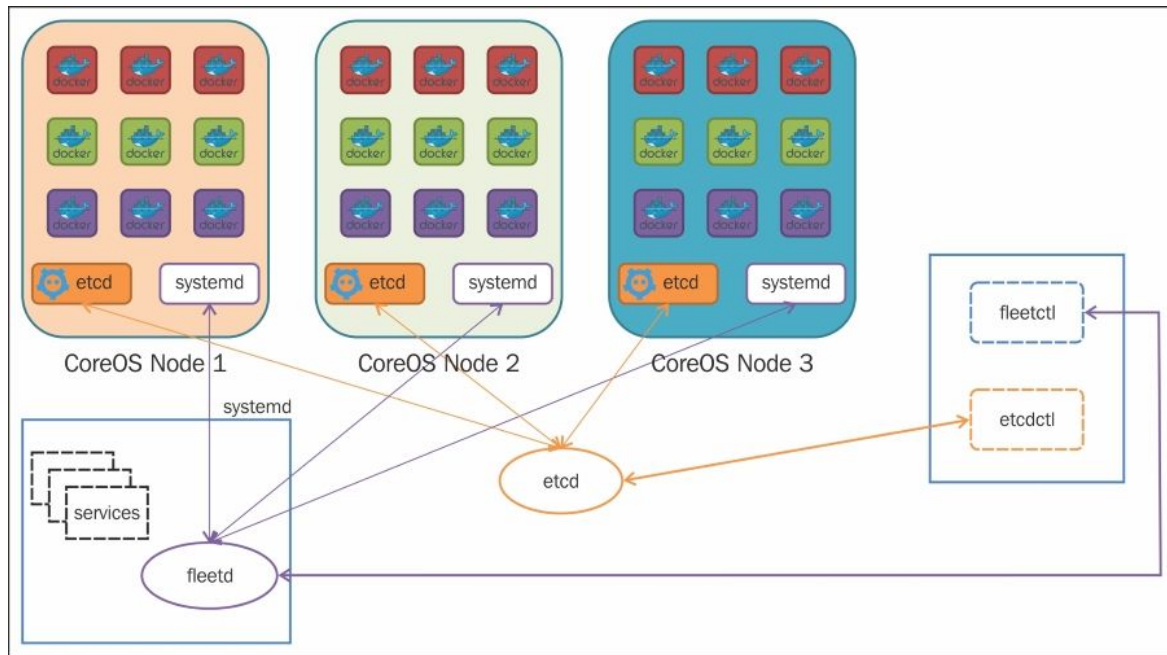 docker docker docker docker docker docker docker docker docker
docker docker docker docker docker docker docker docker docker
docker docker docker docker docker docker docker docker docker
etcd systemd etcd systemd etcd systemd
fleetctl
CoreOS Node 1 CoreOS Node 2 CoreOS Node 3
systemd
etcdctl
etcd
services
fleetd